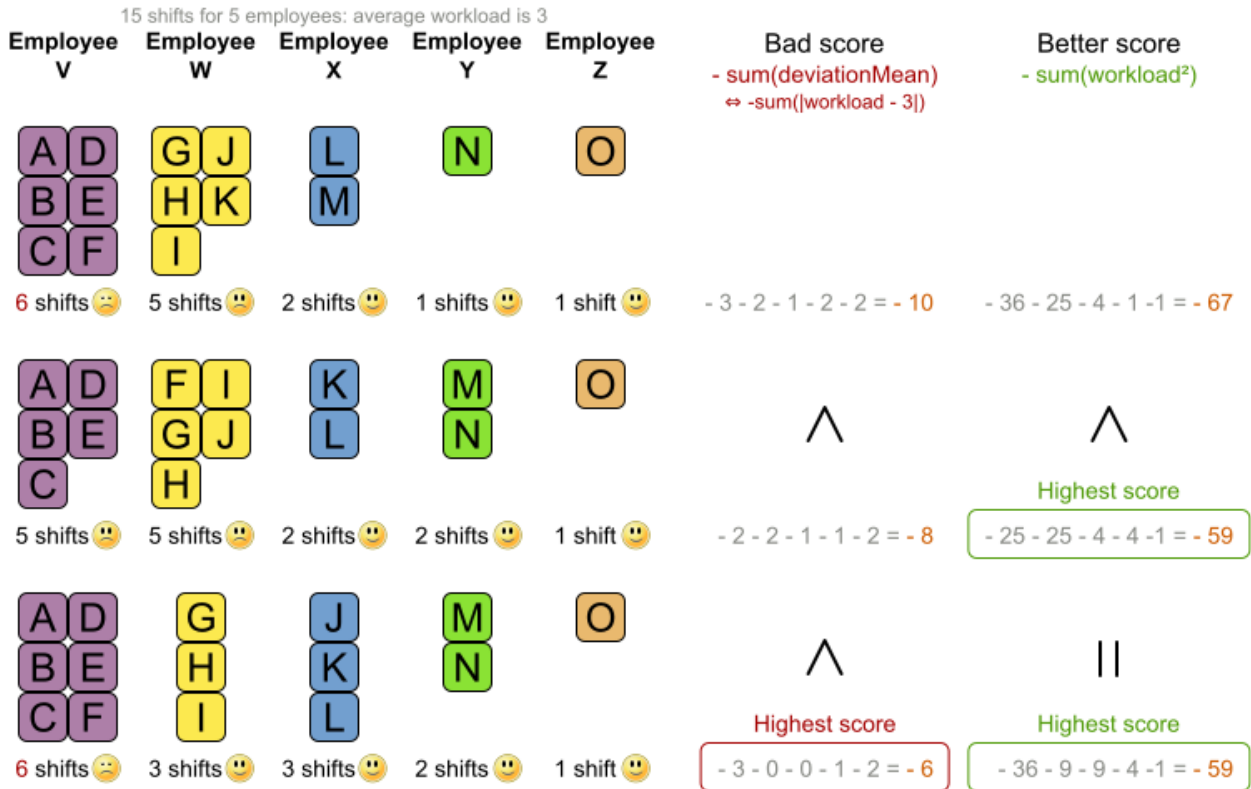 15 shifts for 5 employees: average workload is 3
Employee V Employee W Employee X Employee Y Employee Z
Bad score
- sum(deviationMean)
⇔ -sum(|workload - 3|)
Better score
- sum(workload²)
A D G J L N O
B E H K M
C F I
6 shifts 5 shifts 2 shifts 1 shifts 1 shift - 3 - 2 - 1 - 2 - 2 = - 10 - 36 - 25 - 4 - 1 -1 = - 67
A D F I K M O
B E G J L N
C H
Highest score
5 shifts 5 shifts 2 shifts 2 shifts 1 shift - 2 - 2 - 1 - 1 - 2 = - 8 - 25 - 25 - 4 - 4 -1 = - 59
A D G J M O
B E H K N
C F I L
Highest score Highest score
6 shifts 3 shifts 3 shifts 2 shifts 1 shift - 3 - 0 - 0 - 1 - 2 = - 6 - 36 - 9 - 9 - 4 -1 = - 59